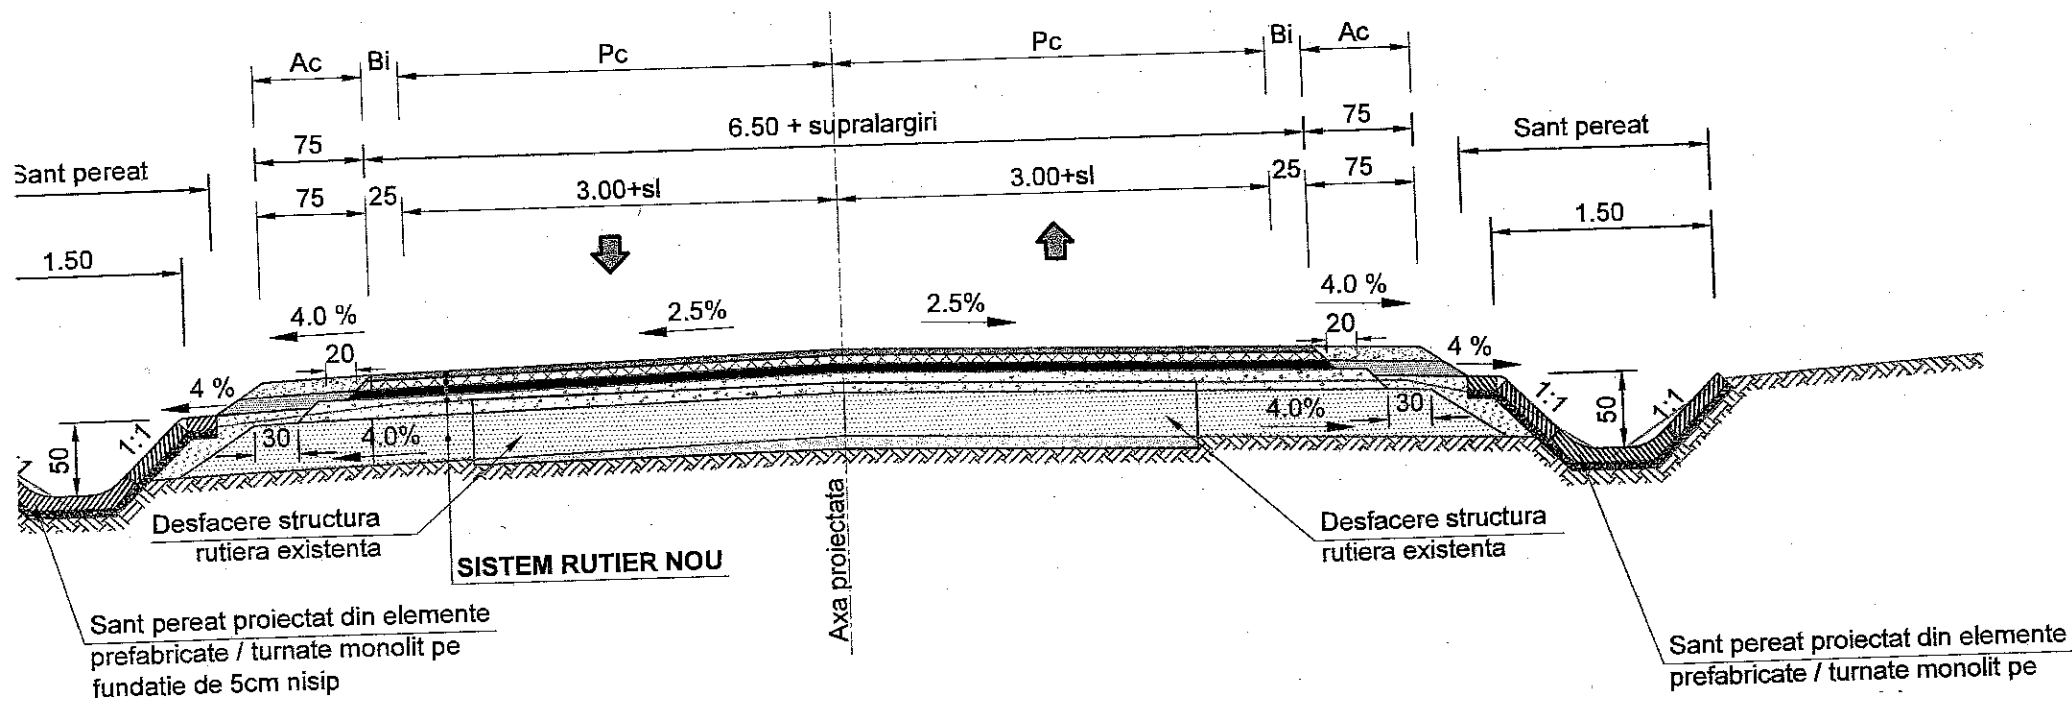 Ac Bi Pc Pc Bi Ac
75 6.50 + supralargiri 75
Sant pereat Sant pereat
75 25 3.00+sl 3.00+sl 25 75
1.50 1.50
4.0 % 2.5% 2.5% 4.0 %
20 20
4 % 4 %
1:1 50 30 4.0% 4.0% 30 1:1 50 1:1
Desfacere structura
rutiera existenta
SISTEM RUTIER NOU
Axa proiectata
Desfacere structura
rutiera existenta
Sant pereat proiectat din elemente
prefabricate / turnate monolit pe
fundatie de 5cm nisip
Sant pereat proiectat din elemente
prefabricate / turnate monolit pe